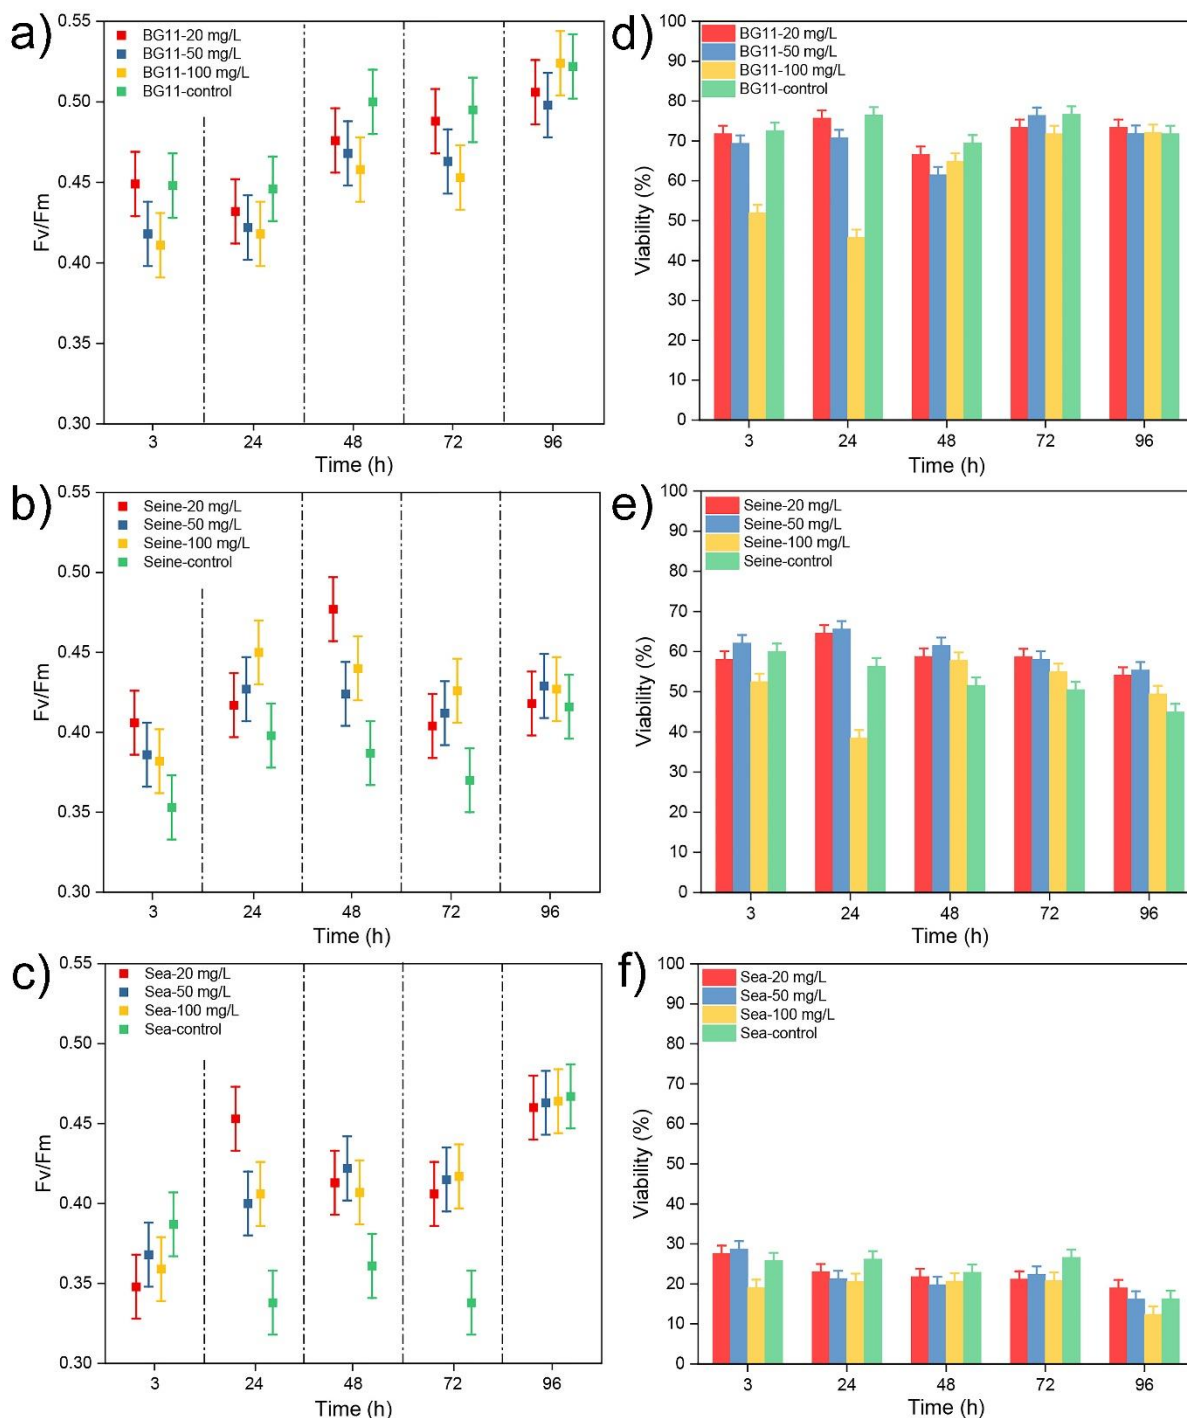 a)
0.55
0.50
0.45
0.40
0.35
0.30
Fv/Fm
BG11-20 mg/L
BG11-50 mg/L
BG11-100 mg/L
BG11-control
3 24 48 72 96
Time (h)
d)
100
90
80
70
60
50
40
30
20
10
0
Viability (%)
BG11-20 mg/L
BG11-50 mg/L
BG11-100 mg/L
BG11-control
3 24 48 72 96
Time (h)
b)
0.55
0.50
0.45
0.40
0.35
0.30
Fv/Fm
Seine-20 mg/L
Seine-50 mg/L
Seine-100 mg/L
Seine-control
3 24 48 72 96
Time (h)
e)
100
90
80
70
60
50
40
30
20
10
0
Viability (%)
Seine-20 mg/L
Seine-50 mg/L
Seine-100 mg/L
Seine-control
3 24 48 72 96
Time (h)
c)
0.55
0.50
0.45
0.40
0.35
0.30
Fv/Fm
Sea-20 mg/L
Sea-50 mg/L
Sea-100 mg/L
Sea-control
3 24 48 72 96
Time (h)
f)
100
90
80
70
60
50
40
30
20
10
0
Viability (%)
Sea-20 mg/L
Sea-50 mg/L
Sea-100 mg/L
Sea-control
3 24 48 72 96
Time (h)